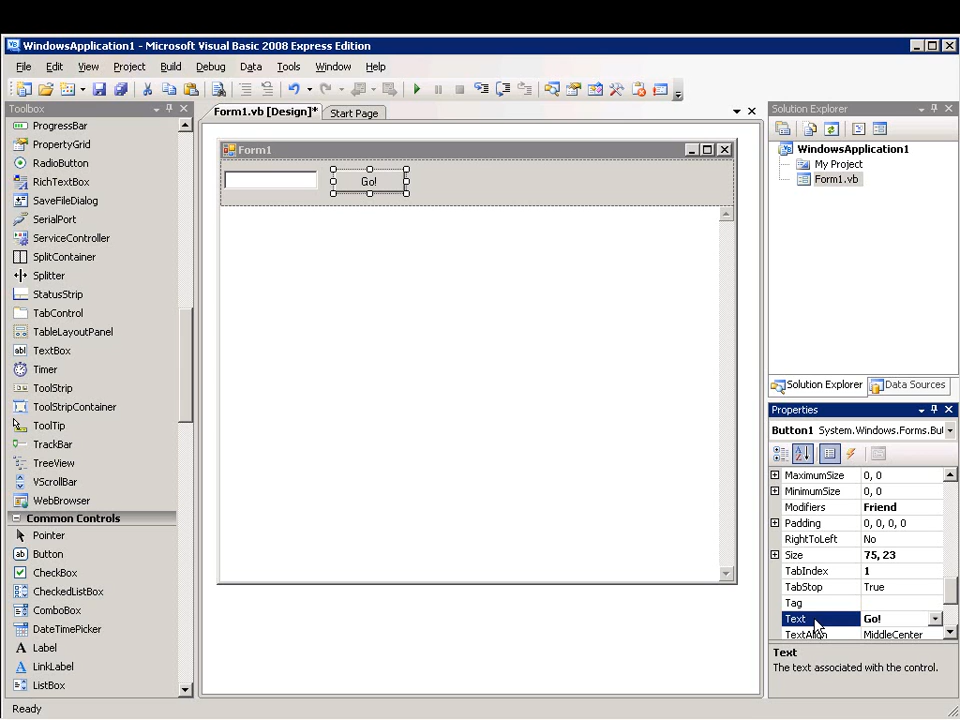 WindowsApplication1 - Microsoft Visual Basic 2008 Express Edition
File Edit View Project Build Debug Data Tools Window Help
Toolbox
ProgressBar
PropertyGrid
RadioButton
RichTextBox
SaveFileDialog
SerialPort
ServiceController
SplitContainer
Splitter
StatusStrip
TabControl
TableLayoutPanel
TextBox
Timer
ToolStrip
ToolStripContainer
ToolTip
TrackBar
TreeView
VScrollBar
WebBrowser
Common Controls
Pointer
Button
CheckBox
CheckedListBox
ComboBox
DateTimePicker
Label
LinkLabel
ListBox
Form1.vb [Design]* Start Page
Form1
Go!
Solution Explorer
WindowsApplication1
My Project
Form1.vb
Solution Explorer Data Sources
Properties
Button1 System.Windows.Forms.But
MaximumSize 0, 0
MinimumSize 0, 0
Modifiers Friend
Padding 0, 0, 0, 0
RightToLeft No
Size 75, 23
TabIndex 1
TabStop True
Tag
Text Go!
TextAlign MiddleCenter
Text
The text associated with the control.
Ready